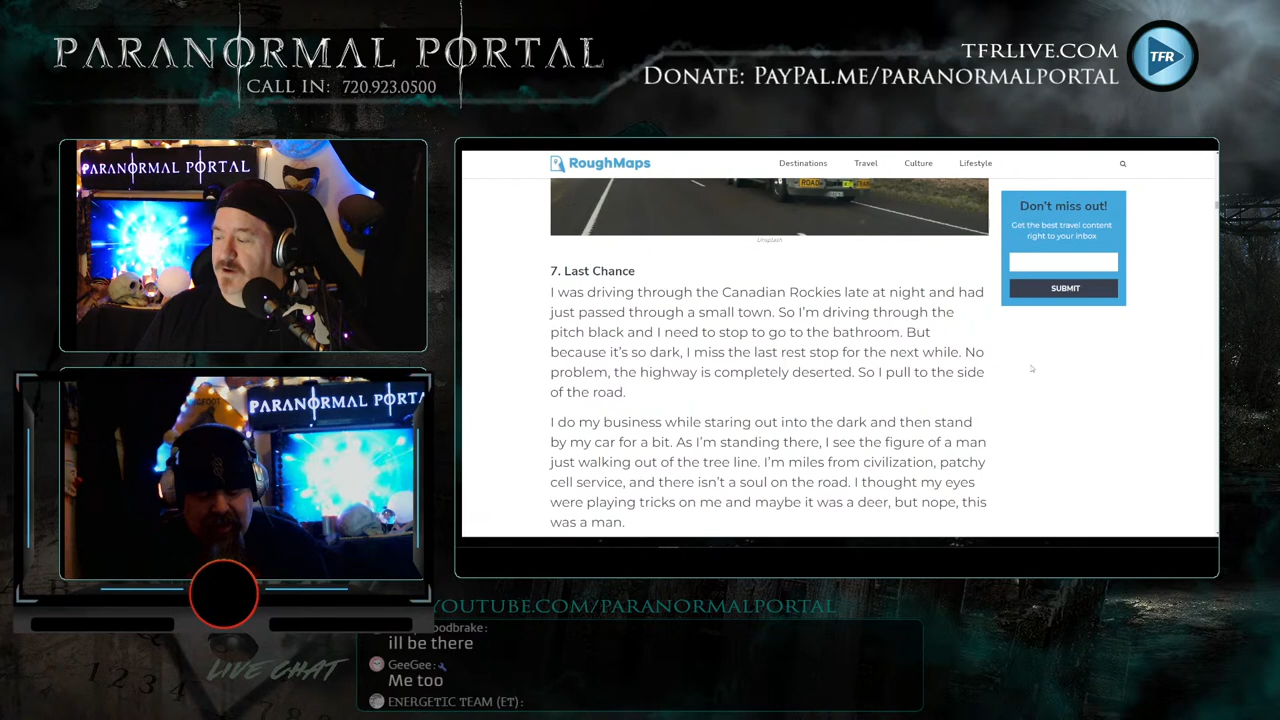 PARANORMAL PORTAL
CALL IN: 720.923.0500
TFRLIVE.COM
DONATE: PAYPAL.ME/PARANORMALPORTAL
TFR
PARANORMAL PORTAL
RoughMaps
Destinations
Travel
Culture
Lifestyle
ROAD
Unsplash
Don't miss out!
Get the best travel content
right to your inbox
SUBMIT
7. Last Chance
I was driving through the Canadian Rockies late at night and had
just passed through a small town. So I'm driving through the
pitch black and I need to stop to go to the bathroom. But
because it's so dark, I miss the last rest stop for the next while. No
problem, the highway is completely deserted. So I pull to the side
of the road.
I do my business while staring out into the dark and then stand
by my car for a bit. As I'm standing there, I see the figure of a man
just walking out of the tree line. I'm miles from civilization, patchy
cell service, and there isn't a soul on the road. I thought my eyes
were playing tricks on me and maybe it was a deer, but nope, this
was a man.
PARANORMAL PORTA
YOUTUBE.COM/PARANORMALPORTAL
LIVE CHAT
oodbrake:
ill be there
GeeGee:
Me too
ENERGETIC TEAM (ET):
1 2 3 4